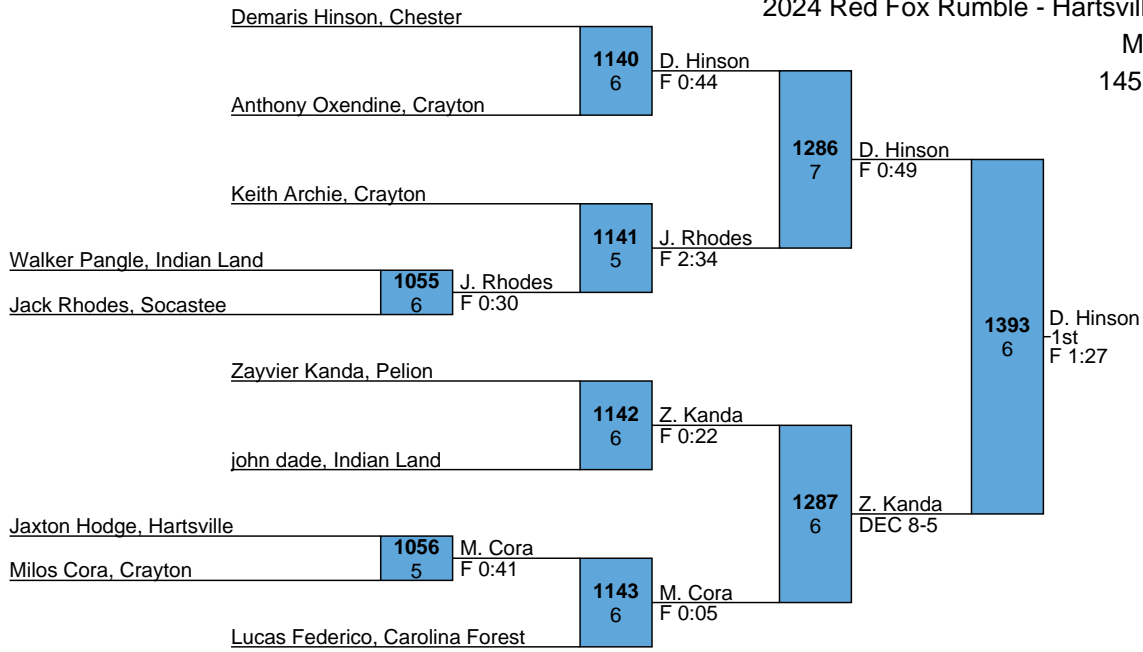 2024 Red Fox Rumble - Hartsvill
M
145
Demaris Hinson, Chester
1140
6
D. Hinson
F 0:44
Anthony Oxendine, Crayton
1286
7
D. Hinson
F 0:49
Keith Archie, Crayton
1141
5
J. Rhodes
F 2:34
Walker Pangle, Indian Land
1055
6
J. Rhodes
F 0:30
Jack Rhodes, Socastee
1393
6
D. Hinson
1st
F 1:27
Zayvier Kanda, Pelion
1142
6
Z. Kanda
F 0:22
john dade, Indian Land
1287
6
Z. Kanda
DEC 8-5
Jaxton Hodge, Hartsville
1056
5
M. Cora
F 0:41
Milos Cora, Crayton
1143
6
M. Cora
F 0:05
Lucas Federico, Carolina Forest